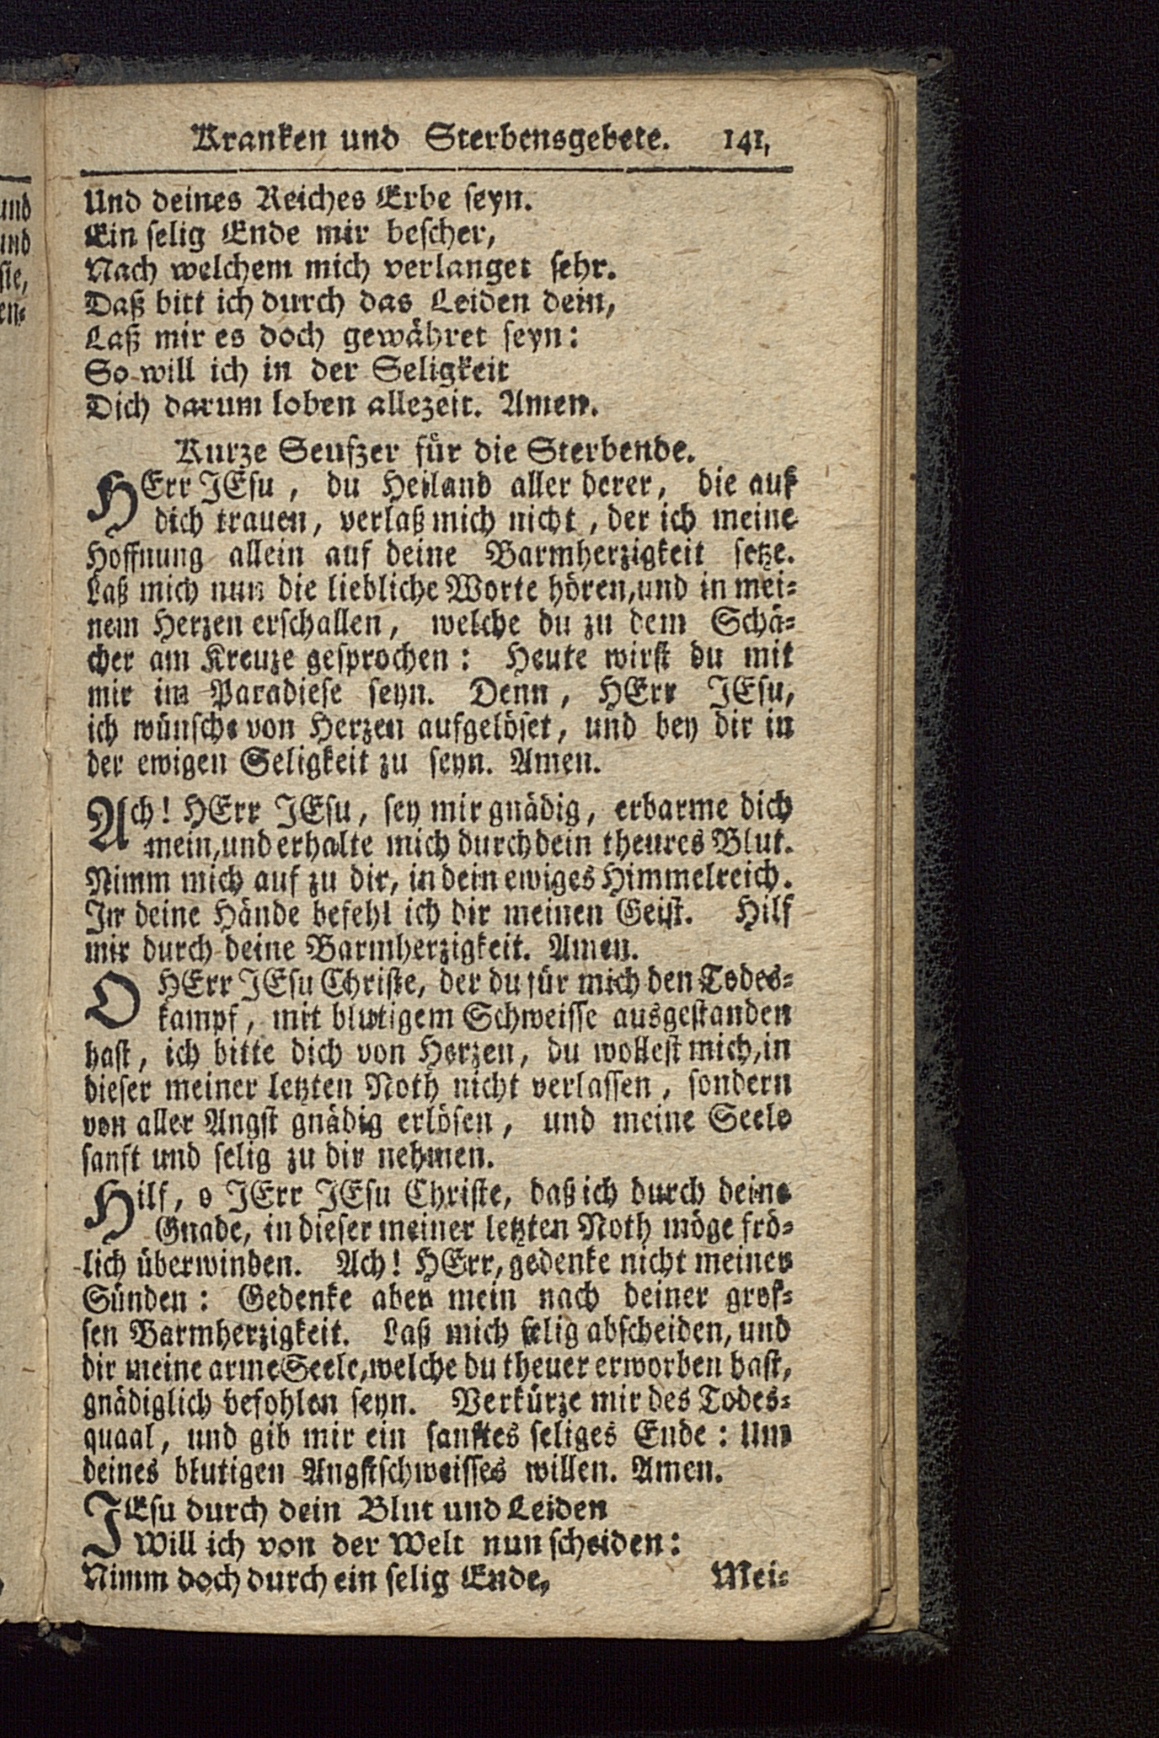 Kranken und Sterbensgebete. 141,
Und deines Reiches Erbe seyn.
Ein selig Ende mir bescher,
Nach welchem mich verlanget sehr.
Daß bitt ich durch das Leiden dein,
Laß mir es doch gewähret seyn:
So will ich in der Seligkeit
Dich darum loben allezeit. Amen.
Kurze Seufzer für die Sterbende.
HErr JEsu, du Heiland aller derer, die auf
dich trauen, verlaß mich nicht, der ich meine
Hoffnung allein auf deine Barmherzigkeit setze.
Laß mich nun die liebliche Worte hören, und in mei-
nem Herzen erschallen, welche du zu dem Schä-
cher am Kreuze gesprochen: Heute wirst du mit
mir im Paradiese seyn. Denn, HErr JEsu,
ich wünsche von Herzen aufgelöset, und bey dir in
der ewigen Seligkeit zu seyn. Amen.
Ach! HErr JEsu, sey mir gnädig, erbarme dich
mein, und erhalte mich durch dein theures Blut.
Nimm mich auf zu dir, in dein ewiges Himmelreich.
In deine Hände befehl ich dir meinen Geist. Hilf
mir durch deine Barmherzigkeit. Amen.
O HErr JEsu Christe, der du für mich den Todes-
kampf, mit blutigem Schweisse ausgestanden
hast, ich bitte dich von Herzen, du wollest mich, in
dieser meiner letzten Noth nicht verlassen, sondern
von aller Angst gnädig erlösen, und meine Seele
sanft und selig zu dir nehmen.
Hilf, o JErr JEsu Christe, daß ich durch deine
Gnade, in dieser meiner letzten Noth möge frö-
lich überwinden. Ach! HErr, gedenke nicht meiner
Sünden: Gedenke aber mein nach deiner gros-
sen Barmherzigkeit. Laß mich selig abscheiden, und
dir meine arme Seele, welche du theuer erworben hast,
gnädiglich befohlen seyn. Verkürze mir des Todes-
quaal, und gib mir ein sanftes seliges Ende: Um
deines blutigen Angstschweisses willen. Amen.
JEsu durch dein Blut und Leiden
Will ich von der Welt nun scheiden:
Nimm doch durch ein selig Ende,
Mei-